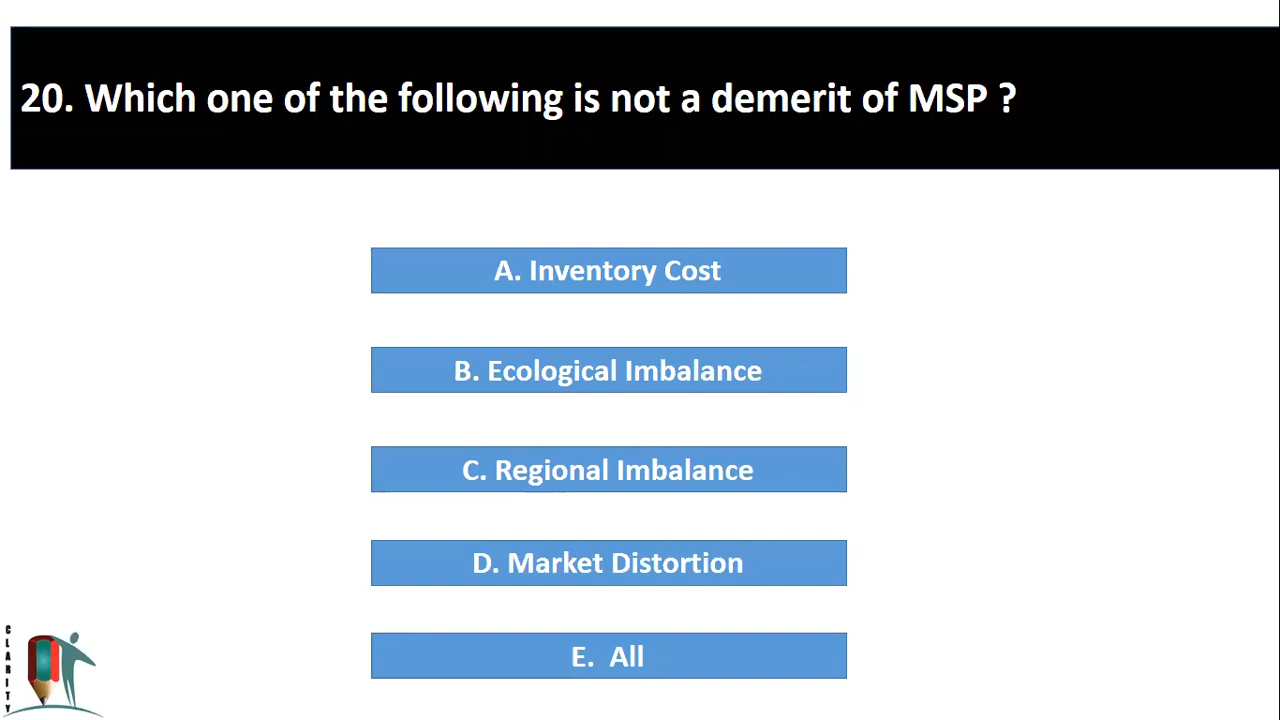 20. Which one of the following is not a demerit of MSP ?
A. Inventory Cost
B. Ecological Imbalance
C. Regional Imbalance
D. Market Distortion
E. All
CLARITY